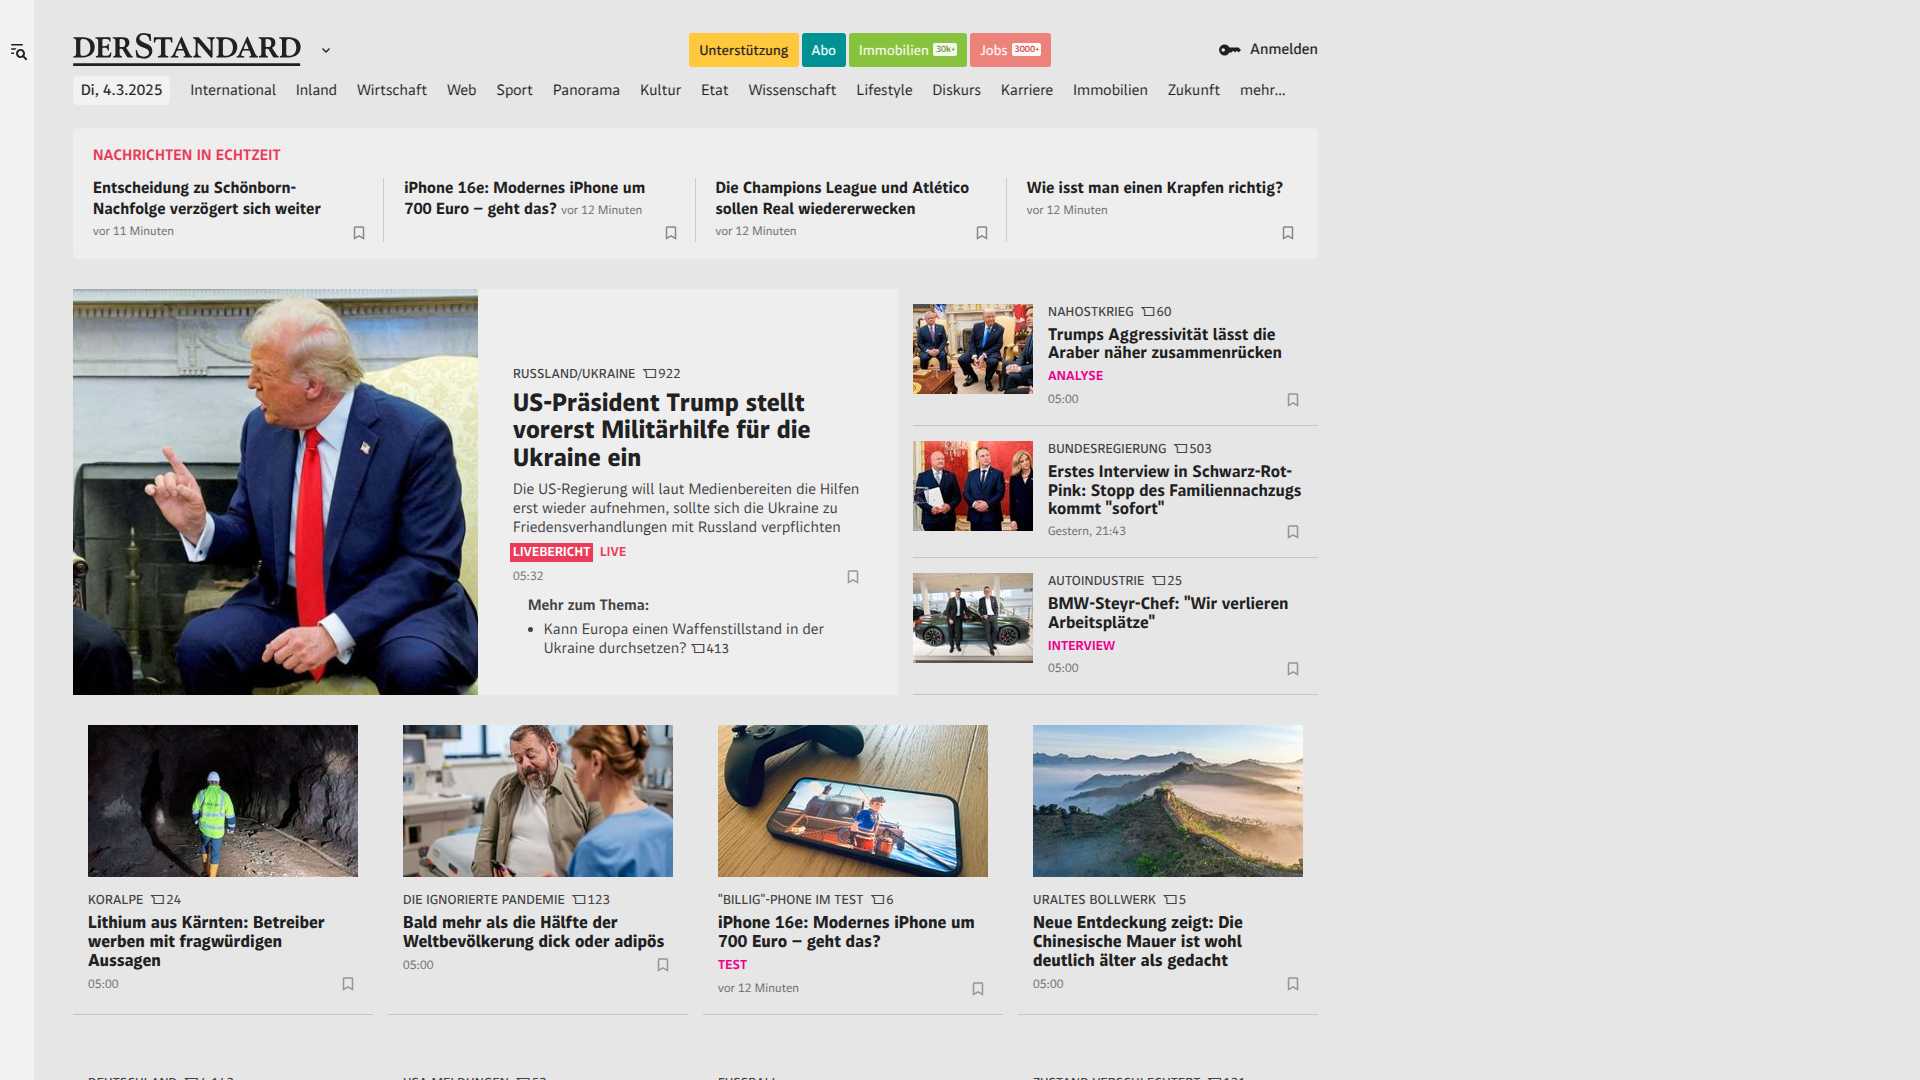 DERSTANDARD
Unterstützung
Abo
Immobilien 30k+
Jobs 3000+
Anmelden
Di, 4.3.2025 International Inland Wirtschaft Web Sport Panorama Kultur Etat Wissenschaft Lifestyle Diskurs Karriere Immobilien Zukunft mehr...
NACHRICHTEN IN ECHTZEIT
Entscheidung zu Schönborn-
Nachfolge verzögert sich weiter
vor 11 Minuten
iPhone 16e: Modernes iPhone um
700 Euro – geht das? vor 12 Minuten
Die Champions League und Atlético
sollen Real wiedererwecken
vor 12 Minuten
Wie isst man einen Krapfen richtig?
vor 12 Minuten
RUSSLAND/UKRAINE 922
US-Präsident Trump stellt
vorerst Militärhilfe für die
Ukraine ein
Die US-Regierung will laut Medienbereiten die Hilfen
erst wieder aufnehmen, sollte sich die Ukraine zu
Friedensverhandlungen mit Russland verpflichten
LIVEBERICHT LIVE
05:32
Mehr zum Thema:
• Kann Europa einen Waffenstillstand in der
Ukraine durchsetzen? 413
NAHOSTKRIEG 60
Trumps Aggressivität lässt die
Araber näher zusammenrücken
ANALYSE
05:00
BUNDESREGIERUNG 503
Erstes Interview in Schwarz-Rot-
Pink: Stopp des Familiennachzugs
kommt "sofort"
Gestern, 21:43
AUTOINDUSTRIE 25
BMW-Steyr-Chef: "Wir verlieren
Arbeitsplätze"
INTERVIEW
05:00
KORALPE 24
Lithium aus Kärnten: Betreiber
werben mit fragwürdigen
Aussagen
05:00
DIE IGNORIERTE PANDEMIE 123
Bald mehr als die Hälfte der
Weltbevölkerung dick oder adipös
05:00
"BILLIG"-PHONE IM TEST 6
iPhone 16e: Modernes iPhone um
700 Euro – geht das?
TEST
vor 12 Minuten
URALTES BOLLWERK 5
Neue Entdeckung zeigt: Die
Chinesische Mauer ist wohl
deutlich älter als gedacht
05:00